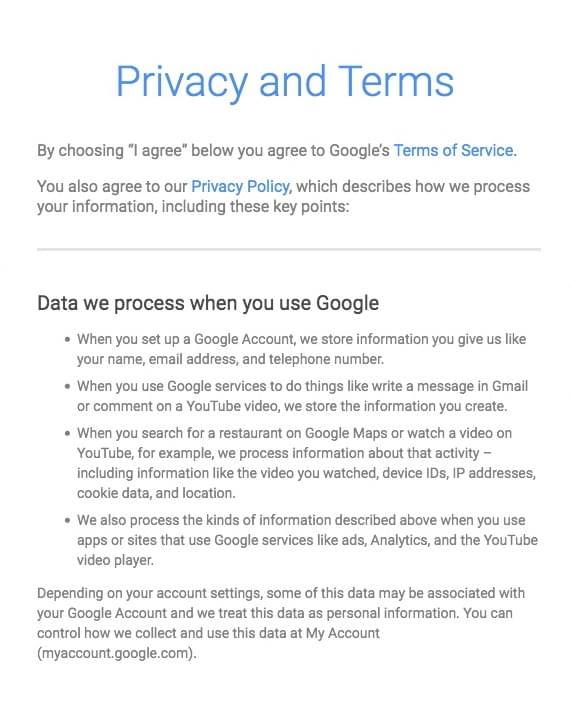 Privacy and Terms
By choosing “I agree” below you agree to Google’s Terms of Service.
You also agree to our Privacy Policy, which describes how we process
your information, including these key points:
Data we process when you use Google
• When you set up a Google Account, we store information you give us like
your name, email address, and telephone number.
• When you use Google services to do things like write a message in Gmail
or comment on a YouTube video, we store the information you create.
• When you search for a restaurant on Google Maps or watch a video on
YouTube, for example, we process information about that activity –
including information like the video you watched, device IDs, IP addresses,
cookie data, and location.
• We also process the kinds of information described above when you use
apps or sites that use Google services like ads, Analytics, and the YouTube
video player.
Depending on your account settings, some of this data may be associated with
your Google Account and we treat this data as personal information. You can
control how we collect and use this data at My Account
(myaccount.google.com).